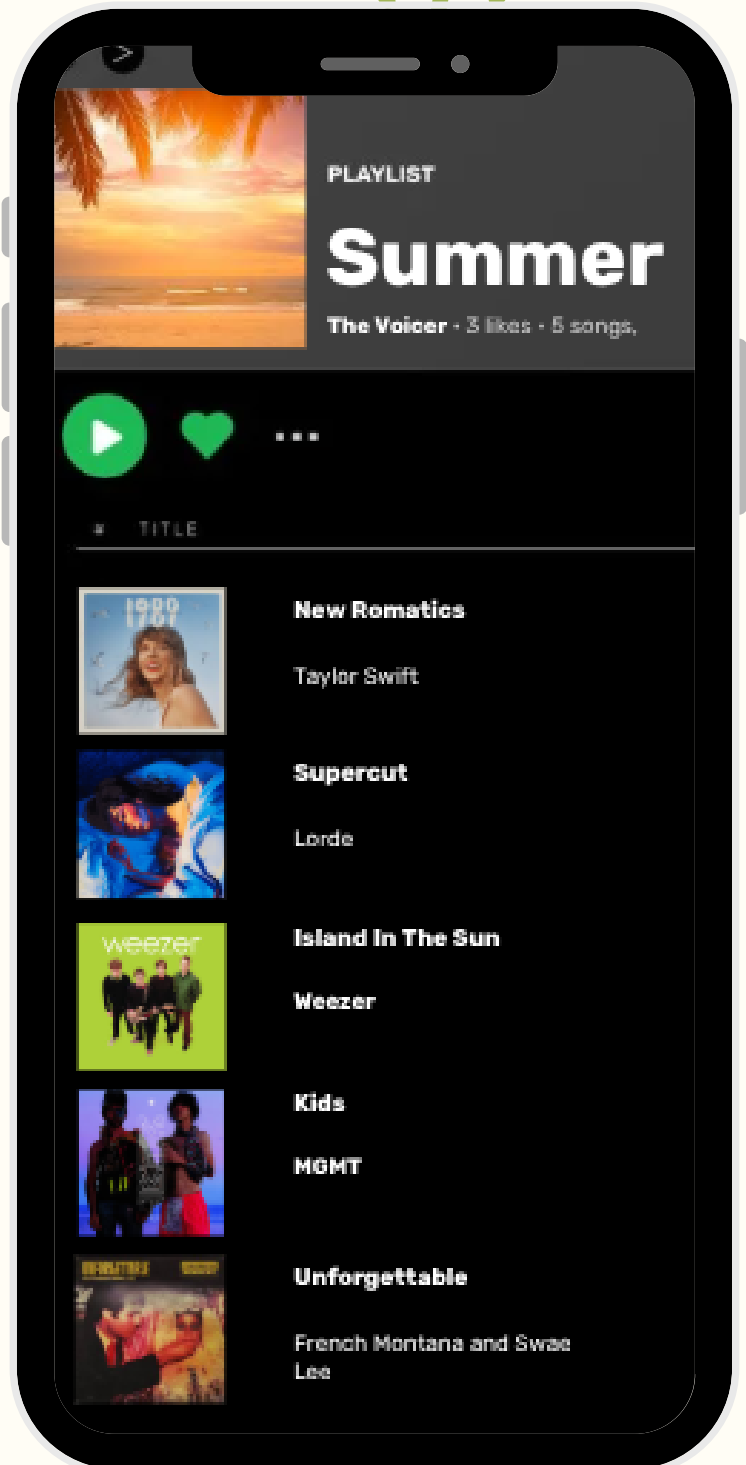 PLAYLIST
Summer
The Voicer • 3 likes • 5 songs,
# TITLE
New Romatics
Taylor Swift
Supercut
Lorde
weezer
Island In The Sun
Weezer
Kids
MGMT
Unforgettable
French Montana and Swae
Lee